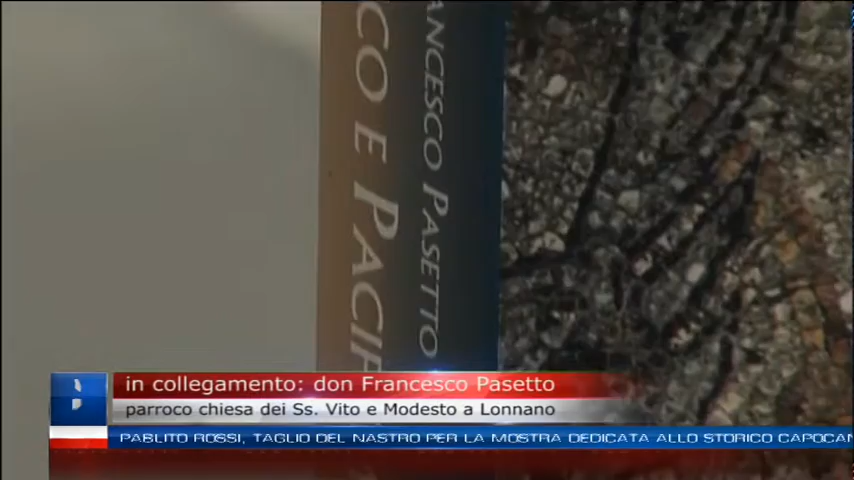 CO E PACIF
ANCESCO PASETTO
in collegamento: don Francesco Pasetto
parroco chiesa dei Ss. Vito e Modesto a Lonnano
PABLITO ROSSI, TAGLIO DEL NASTRO PER LA MOSTRA DEDICATA ALLO STORICO CAPOCAN